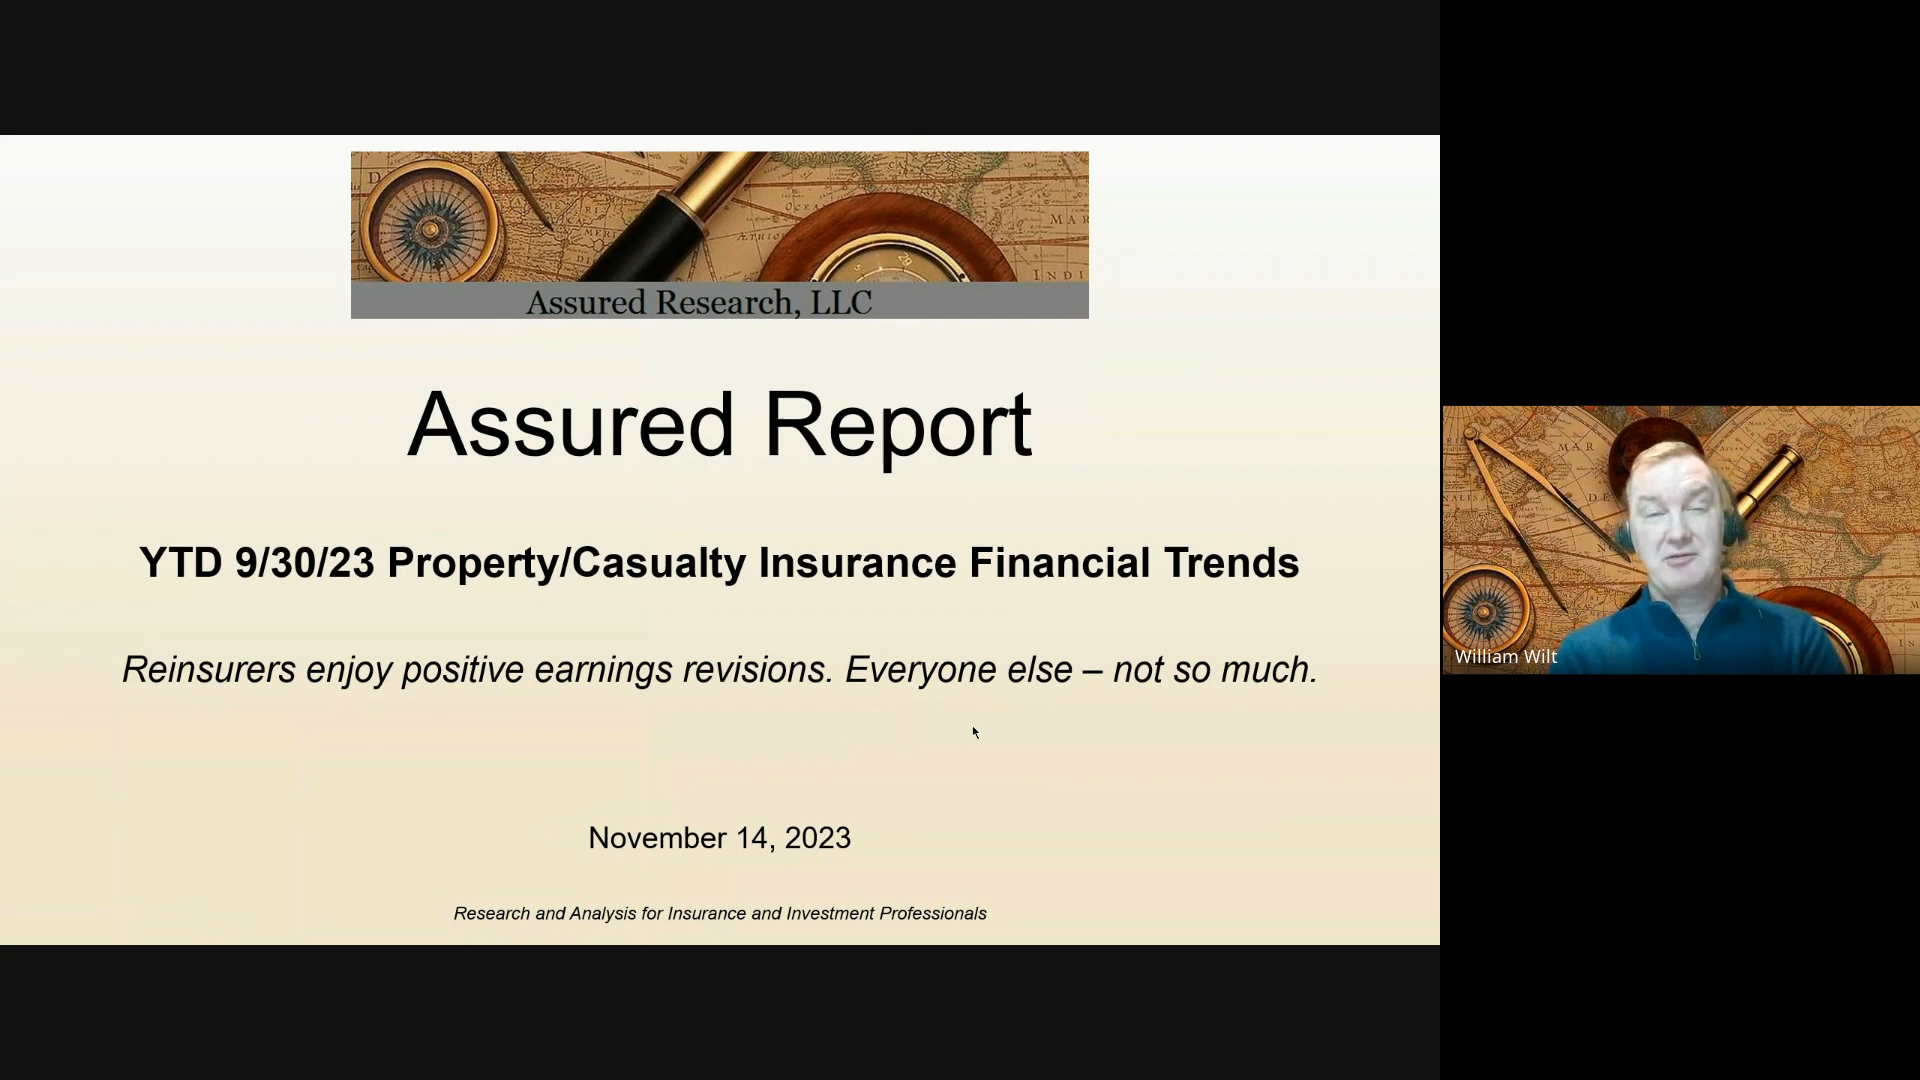 Assured Research, LLC
Assured Report
YTD 9/30/23 Property/Casualty Insurance Financial Trends
Reinsurers enjoy positive earnings revisions. Everyone else – not so much.
November 14, 2023
Research and Analysis for Insurance and Investment Professionals
William Wilt